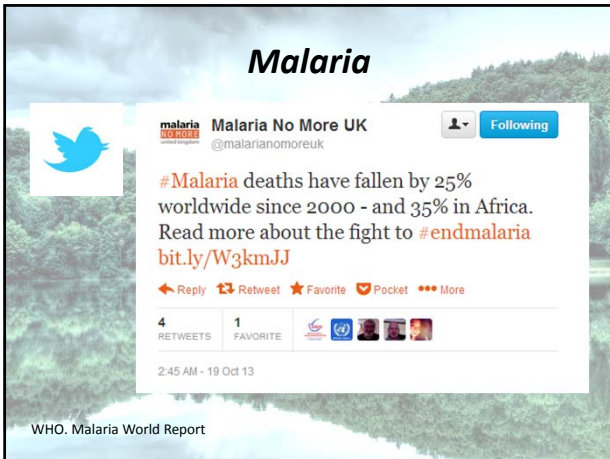 Malaria
malaria
NO MORE
united kingdom
Malaria No More UK
@malarianomoreuk
Following
#Malaria deaths have fallen by 25%
worldwide since 2000 - and 35% in Africa.
Read more about the fight to #endmalaria
bit.ly/W3kmJJ
Reply Retweet Favorite Pocket More
4 1
RETWEETS FAVORITE
2:45 AM - 19 Oct 13
WHO. Malaria World Report